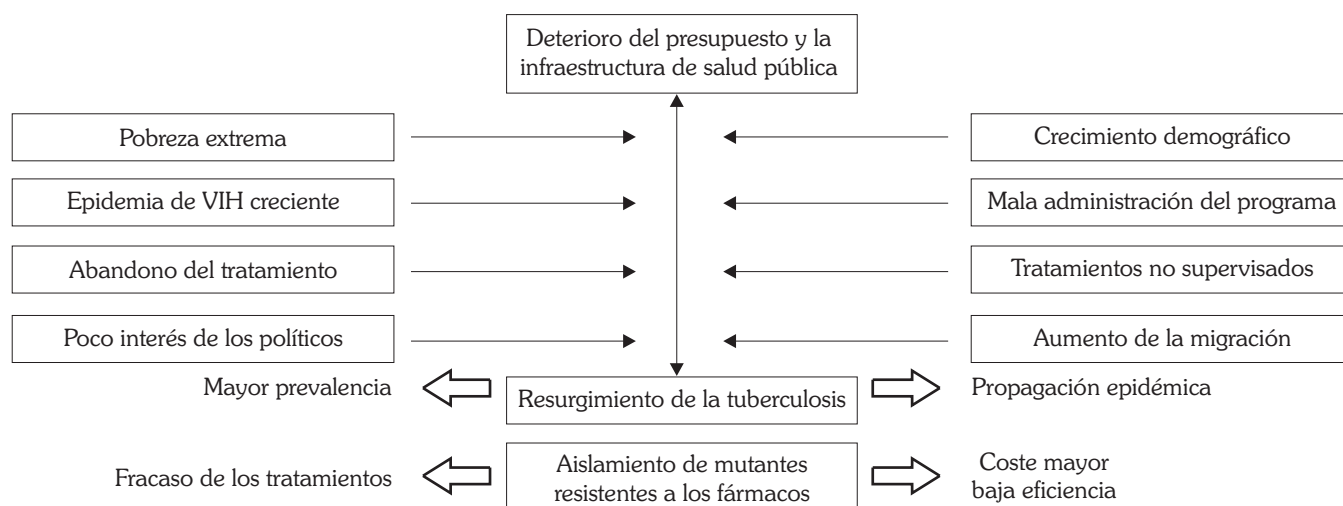 Deterioro del presupuesto y la
infraestructura de salud pública
Pobreza extrema
Crecimiento demográfico
Epidemia de VIH creciente
Mala administración del programa
Abandono del tratamiento
Tratamientos no supervisados
Poco interés de los políticos
Aumento de la migración
Mayor prevalencia
Resurgimiento de la tuberculosis
Propagación epidémica
Fracaso de los tratamientos
Aislamiento de mutantes
resistentes a los fármacos
Coste mayor
baja eficiencia